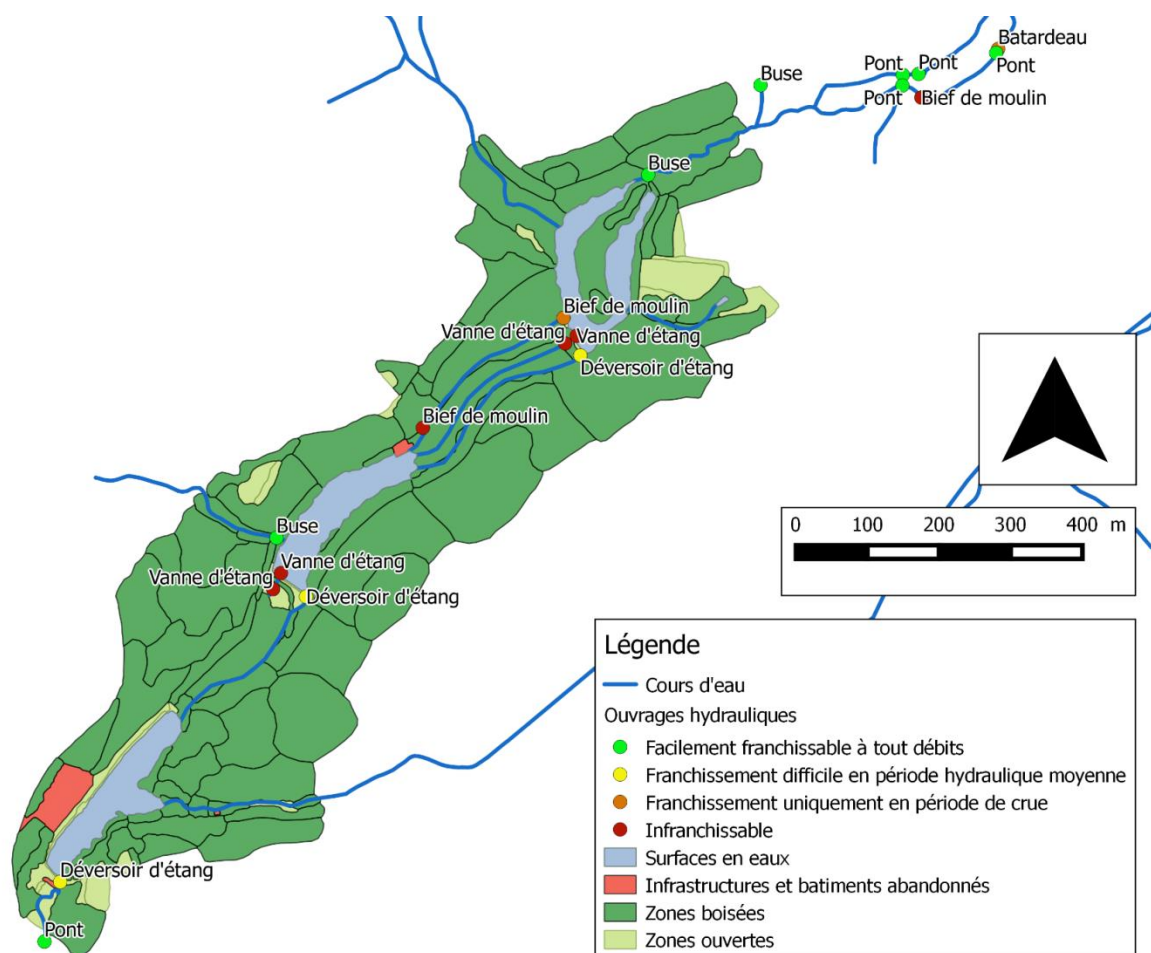 Batardeau
Pont
Pont
Pont
Buse
Pont
Bief de moulin
Buse
Bief de moulin
Vanne d'étang
Vanne d'étang
Déversoir d'étang
Bief de moulin
Buse
Vanne d'étang
Vanne d'étang
Déversoir d'étang
Déversoir d'étang
Pont
0 100 200 300 400 m
Légende
Cours d'eau
Ouvrages hydrauliques
Facilement franchissable à tout débits
Franchissement difficile en période hydraulique moyenne
Franchissement uniquement en période de crue
Infranchissable
Surfaces en eaux
Infrastructures et batiments abandonnés
Zones boisées
Zones ouvertes